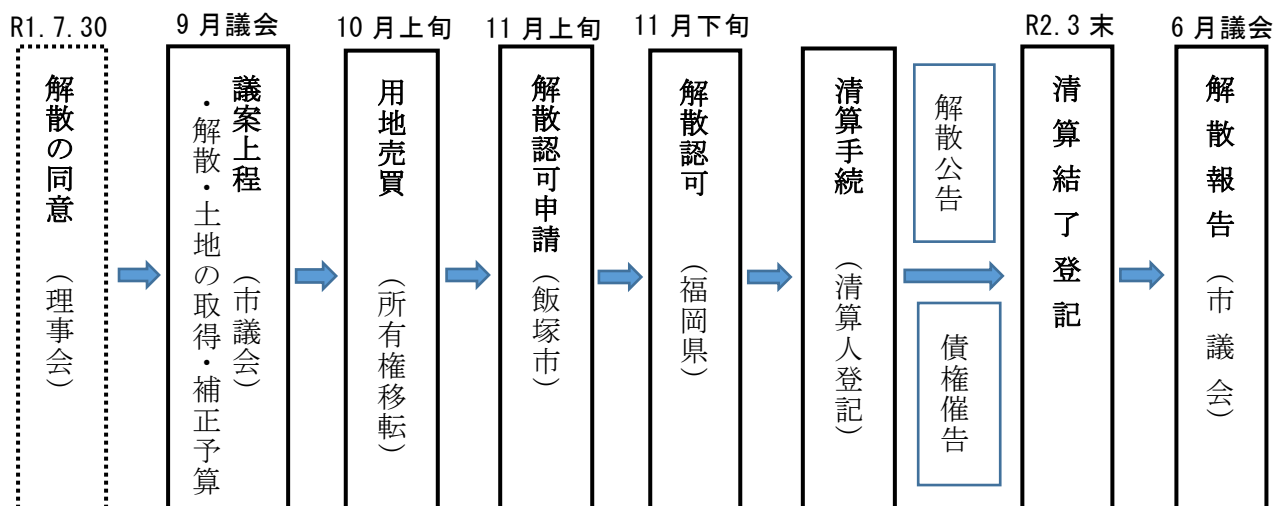 R1.7.30
解散の同意（理事会）
9月議会
議案上程（市議会）
・解散・土地の取得・補正予算
10月上旬
用地売買（所有権移転）
11月上旬
解散認可申請（飯塚市）
11月下旬
解散認可（福岡県）
清算手続（清算人登記）
解散公告
債権催告
R2.3末
清算結了登記
6月議会
解散報告（市議会）